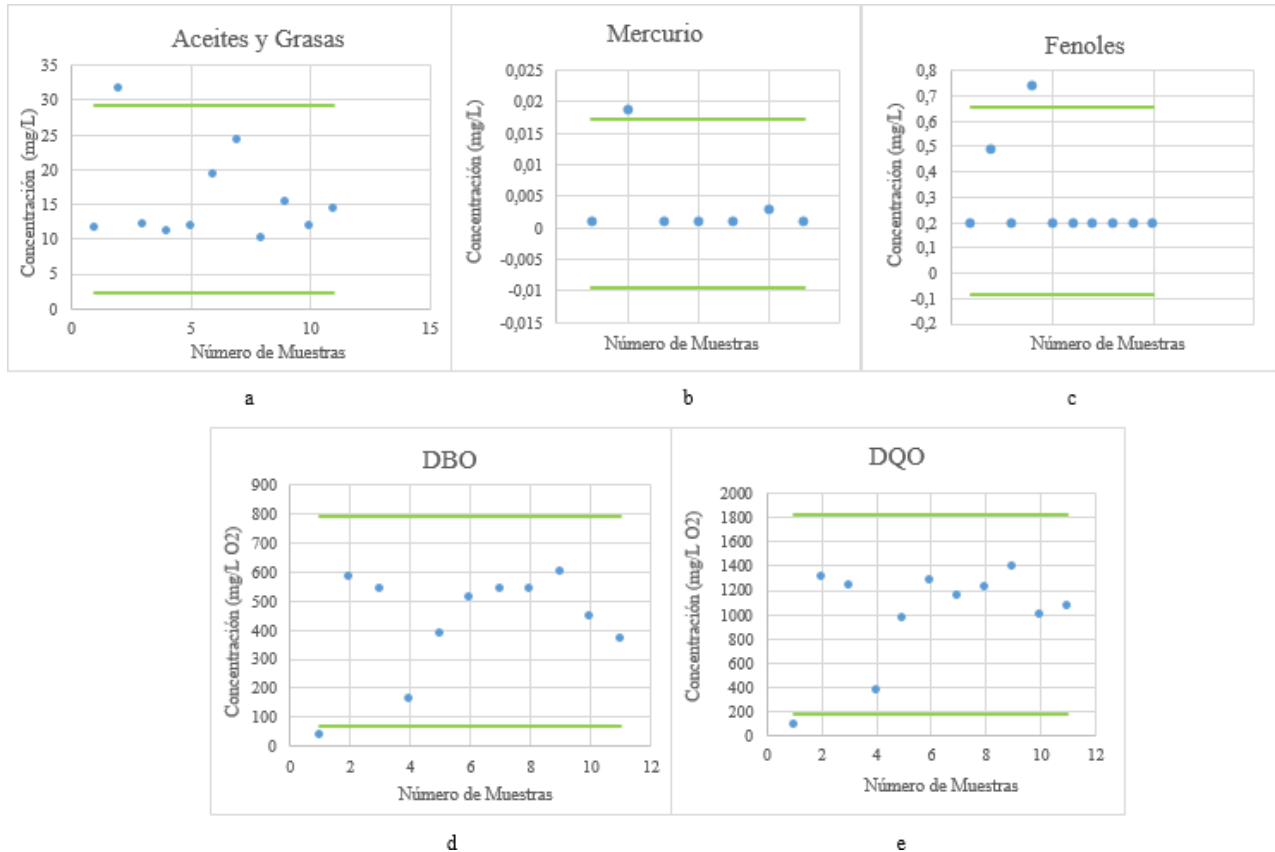 Aceites y Grasas
Concentración (mg/L)
35
30
25
20
15
10
5
0
0 5 10 15
Número de Muestras
a
Mercurio
Concentración (mg/L)
0,025
0,02
0,015
0,01
0,005
0
-0,005
-0,01
-0,015
Número de Muestras
b
Fenoles
Concentración (mg/L)
0,8
0,7
0,6
0,5
0,4
0,3
0,2
0,1
0
-0,1
-0,2
Número de Muestras
c
DBO
Concentración (mg/L O2)
900
800
700
600
500
400
300
200
100
0
0 2 4 6 8 10 12
Número de Muestras
d
DQO
Concentración (mg/L O2)
2000
1800
1600
1400
1200
1000
800
600
400
200
0
0 2 4 6 8 10 12
Número de Muestras
e